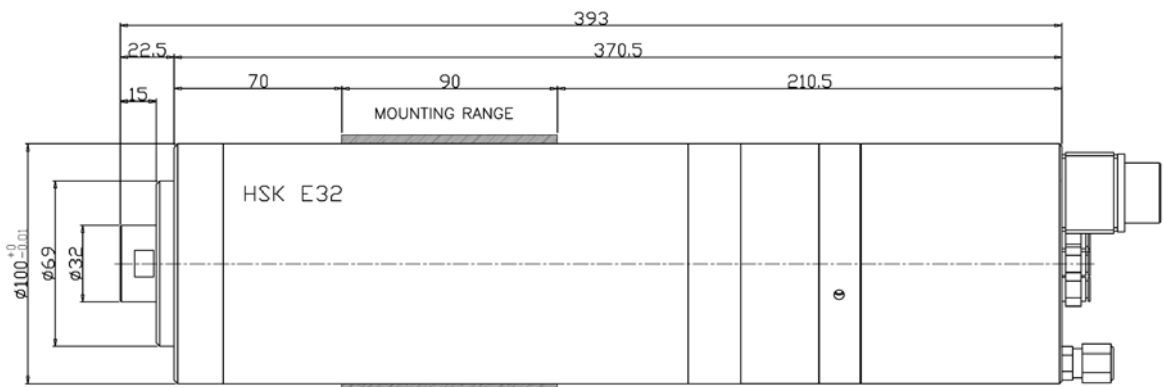 393
22.5 370.5
70 90 210.5
15
MOUNTING RANGE
HSK E32
ø100 +0 -0.01
ø69
ø32